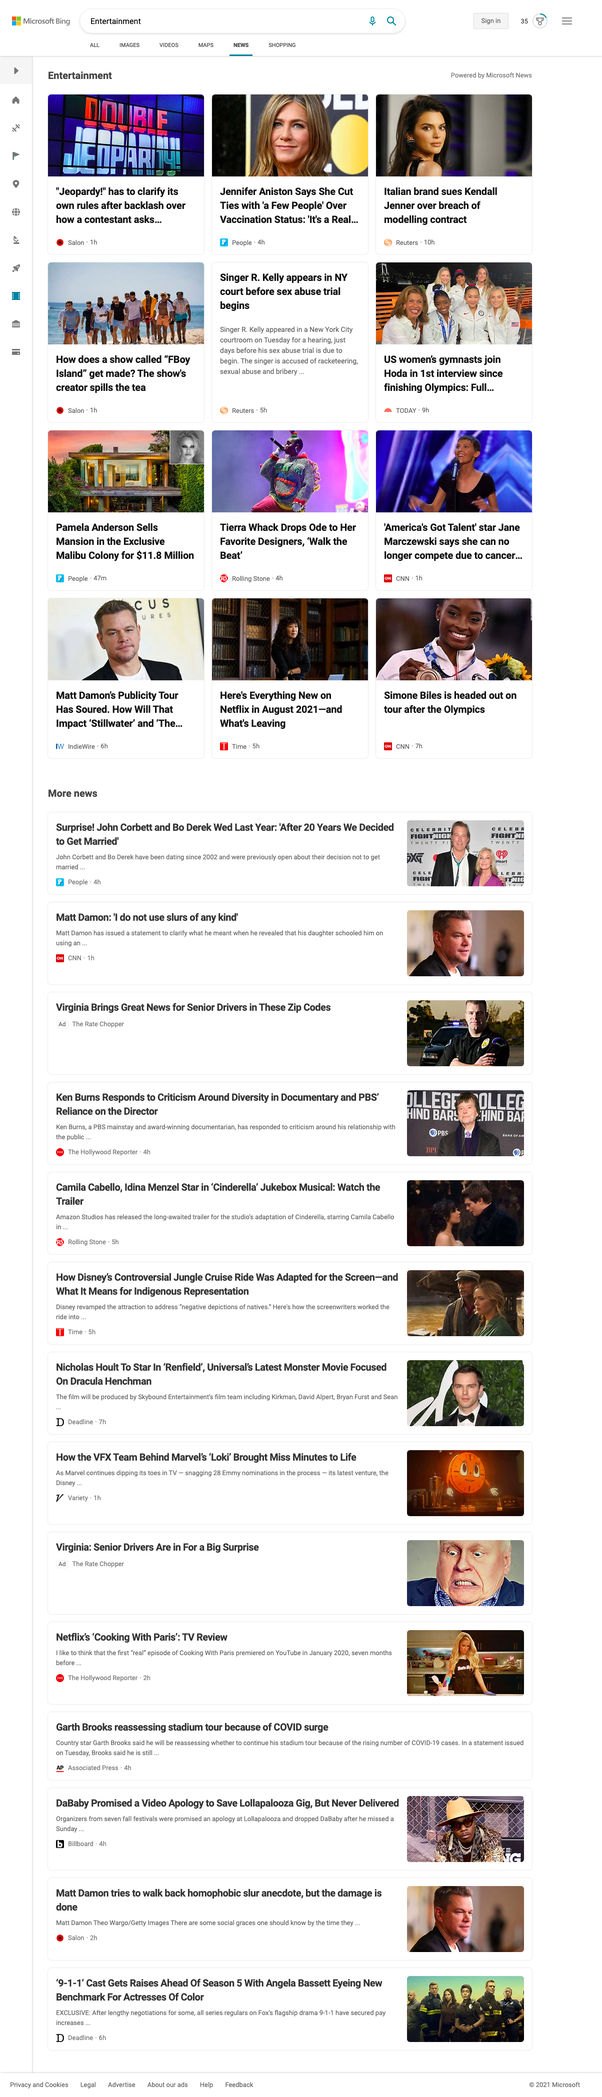 Microsoft Bing
Entertainment
Sign in
35
ALL IMAGES VIDEOS MAPS NEWS SHOPPING
Entertainment
Powered by Microsoft News
DOUBLE
JEOPARDY!
"Jeopardy!" has to clarify its
own rules after backlash over
how a contestant asks...
Salon · 1h
Jennifer Aniston Says She Cut
Ties with 'a Few People' Over
Vaccination Status: 'It's a Real...
People · 4h
Italian brand sues Kendall
Jenner over breach of
modelling contract
Reuters · 10h
How does a show called “FBoy
Island” get made? The show's
creator spills the tea
Salon · 1h
Singer R. Kelly appears in NY
court before sex abuse trial
begins
Singer R. Kelly appeared in a New York City
courtroom on Tuesday for a hearing, just
days before his sex abuse trial is due to
begin. The singer is accused of racketeering,
sexual abuse and bribery ...
Reuters · 5h
US women's gymnasts join
Hoda in 1st interview since
finishing Olympics: Full...
TODAY · 9h
Pamela Anderson Sells
Mansion in the Exclusive
Malibu Colony for $11.8 Million
People · 47m
Tierra Whack Drops Ode to Her
Favorite Designers, ‘Walk the
Beat’
Rolling Stone · 4h
'America's Got Talent' star Jane
Marczewski says she can no
longer compete due to cancer...
CNN · 1h
CUS
URES
Matt Damon’s Publicity Tour
Has Soured. How Will That
Impact ‘Stillwater’ and ‘The...
IndieWire · 6h
Here's Everything New on
Netflix in August 2021—and
What's Leaving
Time · 5h
Simone Biles is headed out on
tour after the Olympics
CNN · 7h
More news
Surprise! John Corbett and Bo Derek Wed Last Year: 'After 20 Years We Decided
to Get Married'
John Corbett and Bo Derek have been dating since 2002 and were previously open about their decision not to get
married ...
People · 4h
Matt Damon: 'I do not use slurs of any kind'
Matt Damon has issued a statement to clarify what he meant when he revealed that his daughter schooled him on
using an ...
CNN · 1h
Virginia Brings Great News for Senior Drivers in These Zip Codes
Ad The Rate Chopper
Ken Burns Responds to Criticism Around Diversity in Documentary and PBS’
Reliance on the Director
Ken Burns, a PBS mainstay and award-winning documentarian, has responded to criticism around his relationship with
the public ...
The Hollywood Reporter · 4h
OLLEGE COLLEG
HIND BARS EHIND BAR
PBS
Camila Cabello, Idina Menzel Star in ‘Cinderella’ Jukebox Musical: Watch the
Trailer
Amazon Studios has released the long-awaited trailer for the studio's adaptation of Cinderella, starring Camila Cabello
in ...
Rolling Stone · 5h
How Disney’s Controversial Jungle Cruise Ride Was Adapted for the Screen—and
What It Means for Indigenous Representation
Disney revamped the attraction to address “negative depictions of natives.” Here's how the screenwriters worked the
ride into ...
Time · 5h
Nicholas Hoult To Star In ‘Renfield’, Universal’s Latest Monster Movie Focused
On Dracula Henchman
The film will be produced by Skybound Entertainment’s film team including Kirkman, David Alpert, Bryan Furst and Sean
...
Deadline · 7h
How the VFX Team Behind Marvel’s ‘Loki’ Brought Miss Minutes to Life
As Marvel continues dipping its toes in TV — snagging 28 Emmy nominations in the process — its latest venture, the
Disney ...
Variety · 1h
Virginia: Senior Drivers Are in For a Big Surprise
Ad The Rate Chopper
Netflix’s ‘Cooking With Paris’: TV Review
I like to think that the first “real” episode of Cooking With Paris premiered on YouTube in January 2020, seven months
before ...
The Hollywood Reporter · 2h
Garth Brooks reassessing stadium tour because of COVID surge
Country star Garth Brooks said he will be reassessing whether to continue his stadium tour because of the rising number of COVID-19 cases. In a statement issued
on Tuesday, Brooks said he is still ...
Associated Press · 4h
DaBaby Promised a Video Apology to Save Lollapalooza Gig, But Never Delivered
Organizers from seven fall festivals were promised an apology at Lollapalooza and dropped DaBaby after he missed a
Sunday ...
Billboard · 4h
Matt Damon tries to walk back homophobic slur anecdote, but the damage is
done
Matt Damon Theo Wargo/Getty Images There are some social graces one should know by the time they ...
Salon · 2h
‘9-1-1’ Cast Gets Raises Ahead Of Season 5 With Angela Bassett Eyeing New
Benchmark For Actresses Of Color
EXCLUSIVE: After lengthy negotiations for some, all series regulars on Fox’s flagship drama 9-1-1 have secured pay
increases ...
Deadline · 6h
Privacy and Cookies Legal Advertise About our ads Help Feedback
© 2021 Microsoft